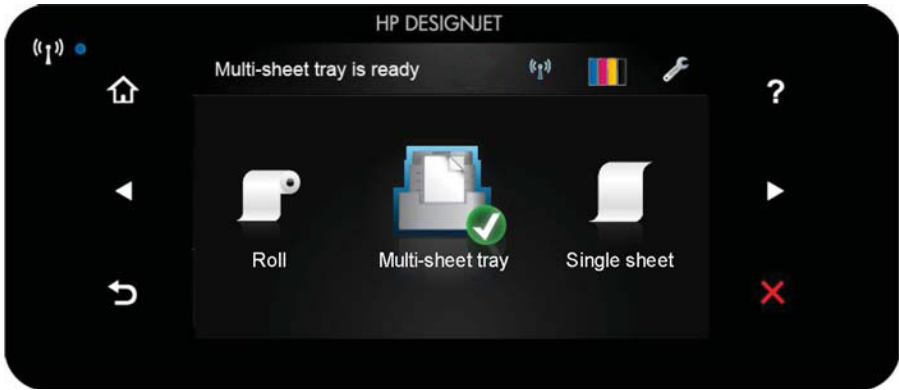 HP DESIGNJET
Multi-sheet tray is ready
?
Roll
Multi-sheet tray
Single sheet